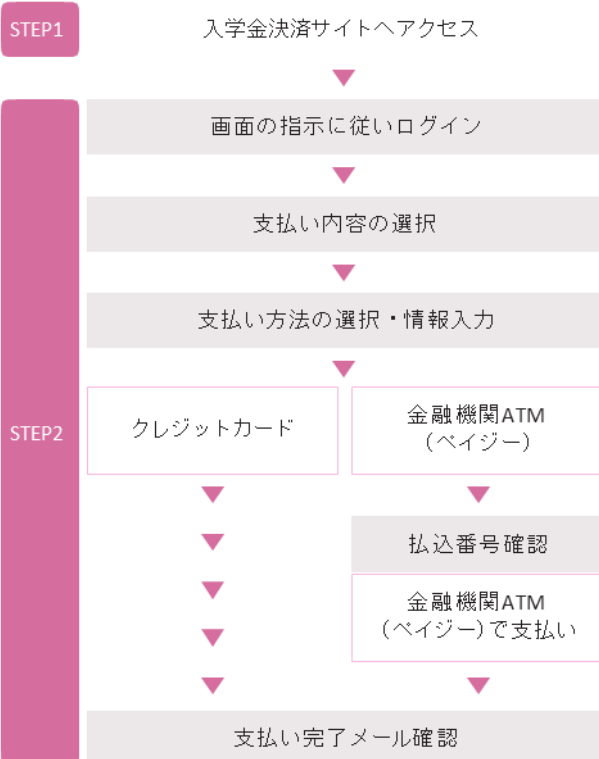 STEP1
入学金決済サイトへアクセス
画面の指示に従いログイン
支払い内容の選択
支払い方法の選択・情報入力
STEP2
クレジットカード
金融機関ATM
（ペイジー）
払込番号確認
金融機関ATM
（ペイジー）で支払い
支払い完了メール確認